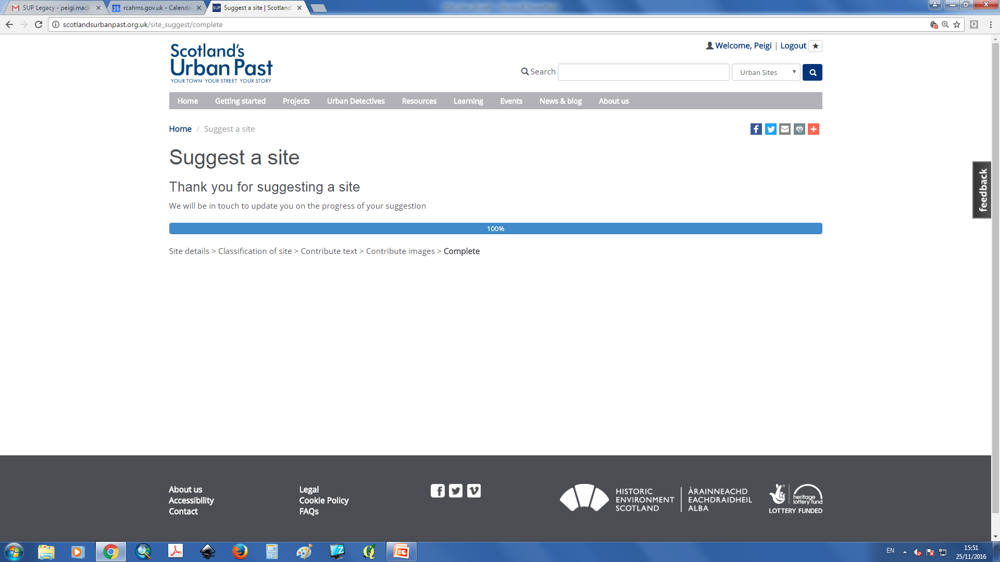 SUP Legacy - peigi.mack
25 rcahms.gov.uk - Calenda
SUP Suggest a site | Scotland'
scotlandsurbanpast.org.uk/site_suggest/complete
Q
Welcome, Peigi | Logout
Scotland's
Urban Past
YOUR TOWN YOUR STREET YOUR STORY
Search
Urban Sites
Home Getting started Projects Urban Detectives Resources Learning Events News & blog About us
Home / Suggest a site
Suggest a site
Thank you for suggesting a site
We will be in touch to update you on the progress of your suggestion
100%
Site details > Classification of site > Contribute text > Contribute images > Complete
feedback
About us
Accessibility
Contact
Legal
Cookie Policy
FAQs
HISTORIC
ENVIRONMENT
SCOTLAND
ÀRAINNEACHD
EACHDRAIDHEIL
ALBA
heritage
lottery fund
LOTTERY FUNDED
EN
15:51
25/11/2016